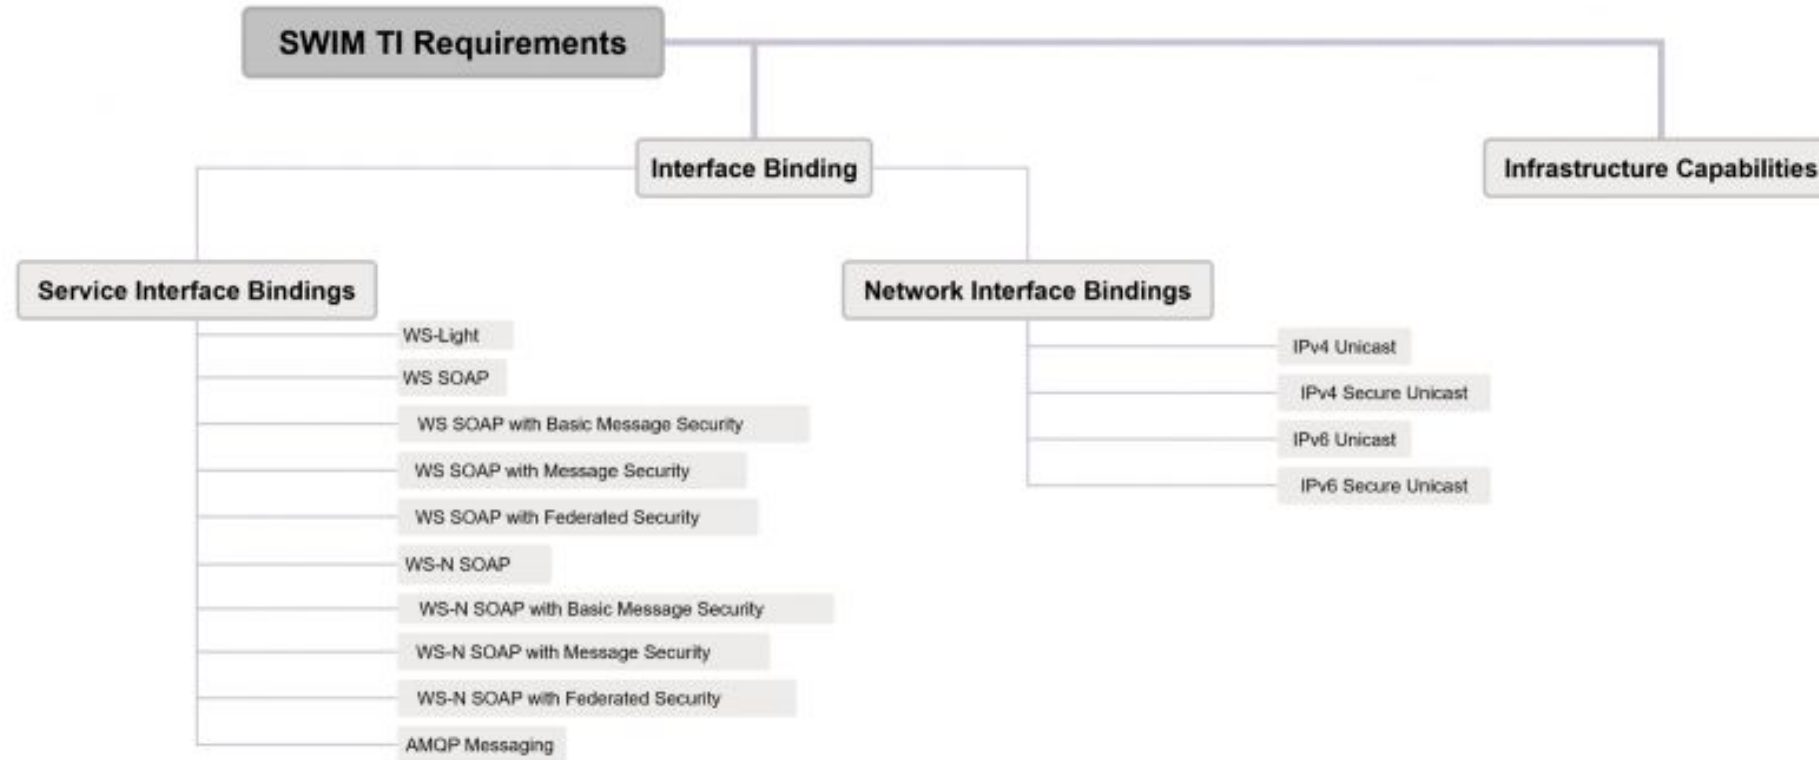 SWIM TI Requirements
Interface Binding
Infrastructure Capabilities
Service Interface Bindings
WS-Light
WS SOAP
WS SOAP with Basic Message Security
WS SOAP with Message Security
WS SOAP with Federated Security
WS-N SOAP
WS-N SOAP with Basic Message Security
WS-N SOAP with Message Security
WS-N SOAP with Federated Security
AMQP Messaging
Network Interface Bindings
IPv4 Unicast
IPv4 Secure Unicast
IPv6 Unicast
IPv6 Secure Unicast